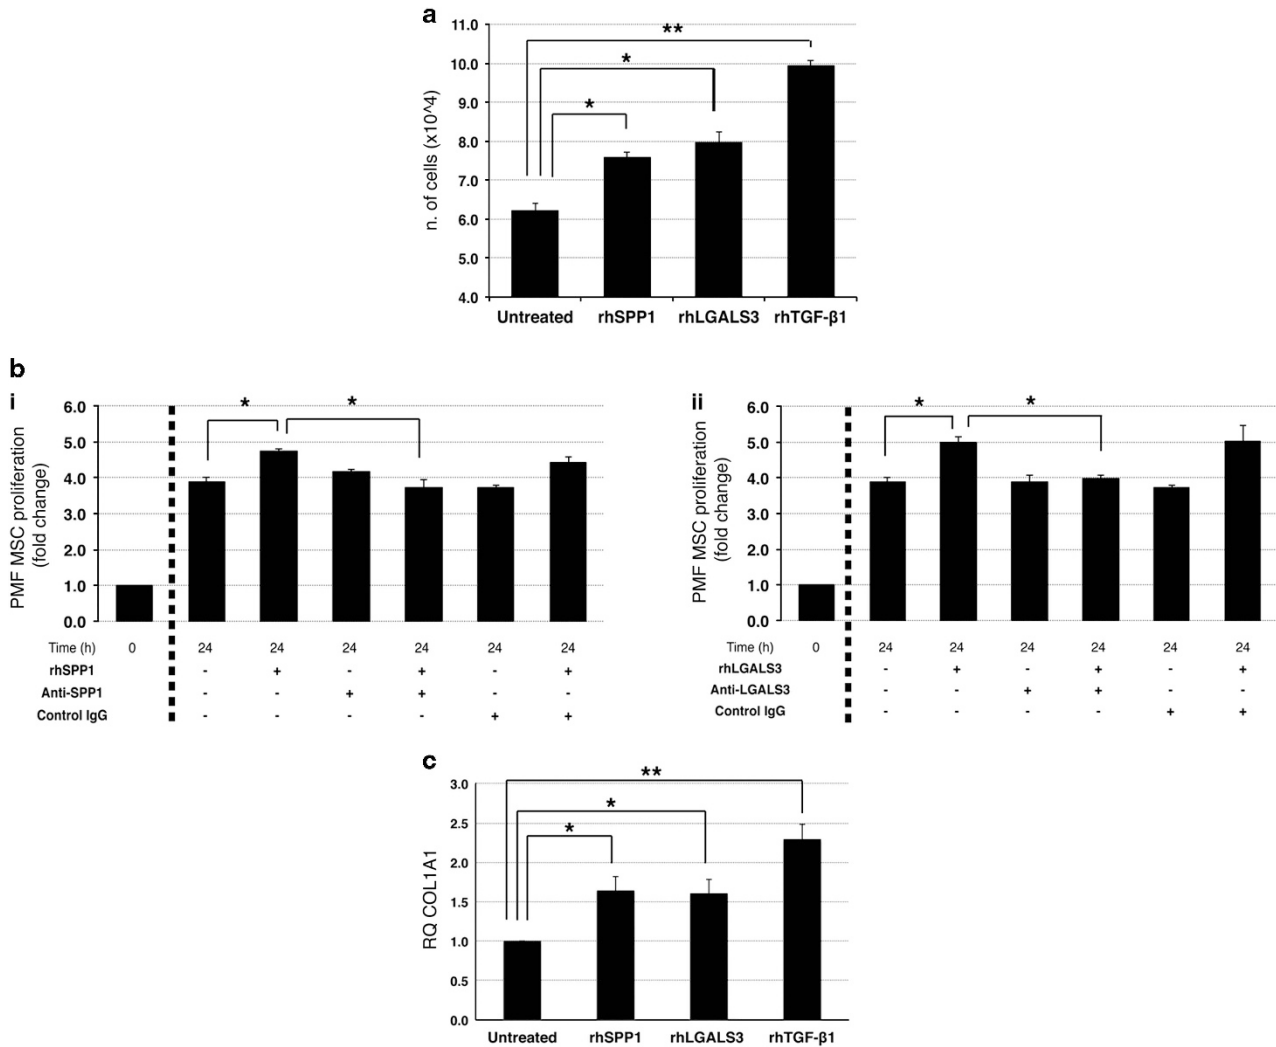 a
11.0
10.0
9.0
8.0
7.0
6.0
5.0
4.0
n. of cells (x10^4)
**
*
*
Untreated rhSPP1 rhLGALS3 rhTGF-β1
b
i
6.0
5.0
4.0
3.0
2.0
1.0
0.0
PMF MSC proliferation
(fold change)
* *
Time (h) 0 24 24 24 24 24 24
rhSPP1 - + - + - +
Anti-SPP1 - - + + - -
Control IgG - - - - + +
ii
6.0
5.0
4.0
3.0
2.0
1.0
0.0
PMF MSC proliferation
(fold change)
* *
Time (h) 0 24 24 24 24 24 24
rhLGALS3 - + - + - +
Anti-LGALS3 - - + + - -
Control IgG - - - - + +
c
3.0
2.5
2.0
1.5
1.0
0.5
0.0
RQ COL1A1
**
*
*
Untreated rhSPP1 rhLGALS3 rhTGF-β1